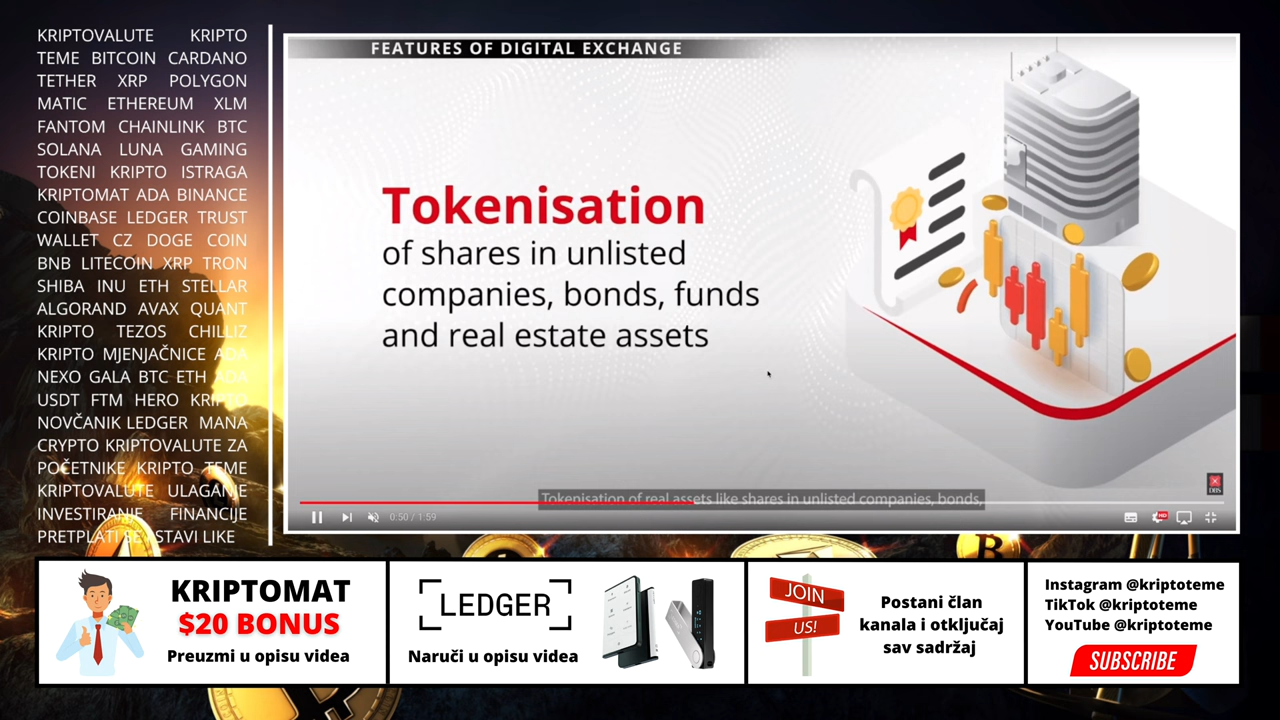 KRIPTOVALUTE KRIPTO
TEME BITCOIN CARDANO
TETHER XRP POLYGON
MATIC ETHEREUM XLM
FANTOM CHAINLINK BTC
SOLANA LUNA GAMING
TOKENI KRIPTO ISTRAGA
KRIPTOMAT ADA BINANCE
COINBASE LEDGER TRUST
WALLET CZ DOGE COIN
BNB LITECOIN XRP TRON
SHIBA INU ETH STELLAR
ALGORAND AVAX QUANT
KRIPTO TEZOS CHILLIZ
KRIPTO MJENJAČNICE ADA
NEXO GALA BTC ETH ADA
USDT FTM HERO KRIPTO
NOVČANIK LEDGER MANA
CRYPTO KRIPTOVALUTE ZA
POČETNIKE KRIPTO TEME
KRIPTOVALUTE ULAGANJE
INVESTIRANJE FINANCIJE
PRETPLATI SE I STAVI LIKE
FEATURES OF DIGITAL EXCHANGE
Tokenisation
of shares in unlisted
companies, bonds, funds
and real estate assets
DBS
Tokenisation of real assets like shares in unlisted companies, bonds,
0:50 / 1:59
HD
KRIPTOMAT
$20 BONUS
Preuzmi u opisu videa
LEDGER
Naruči u opisu videa
JOIN
US!
Postani član
kanala i otključaj
sav sadržaj
Instagram @kriptoteme
TikTok @kriptoteme
YouTube @kriptoteme
SUBSCRIBE